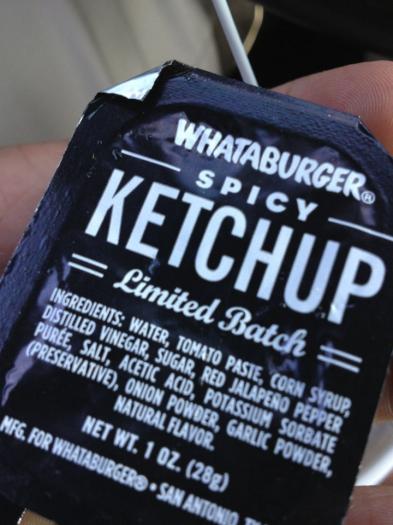 WHATABURGER®
SPICY
KETCHUP
Limited Batch
INGREDIENTS: WATER, TOMATO PASTE, CORN SYRUP,
DISTILLED VINEGAR, SUGAR, RED JALAPENO PEPPER
PURÉE, SALT, ACETIC ACID, POTASSIUM SORBATE
(PRESERVATIVE), ONION POWDER, GARLIC POWDER,
NATURAL FLAVOR.
NET WT. 1 OZ. (28g)
MFG. FOR WHATABURGER® • SAN ANTONIO,